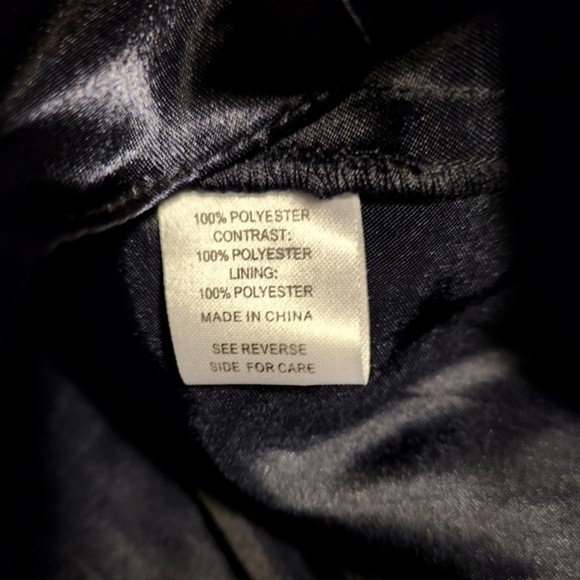 100% POLYESTER
CONTRAST:
100% POLYESTER
LINING:
100% POLYESTER
MADE IN CHINA
SEE REVERSE
SIDE FOR CARE